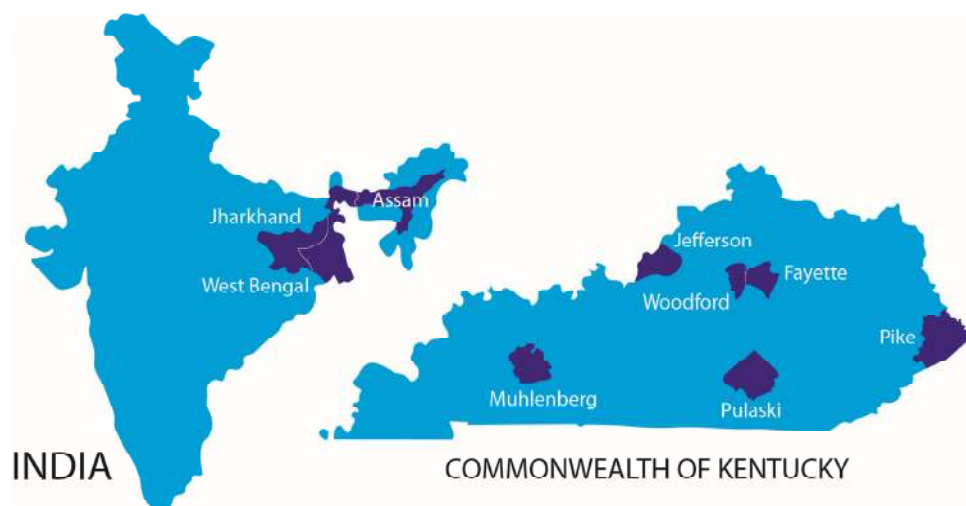 Jharkhand
Assam
West Bengal
INDIA
Jefferson
Fayette
Woodford
Pike
Muhlenberg
Pulaski
COMMONWEALTH OF KENTUCKY